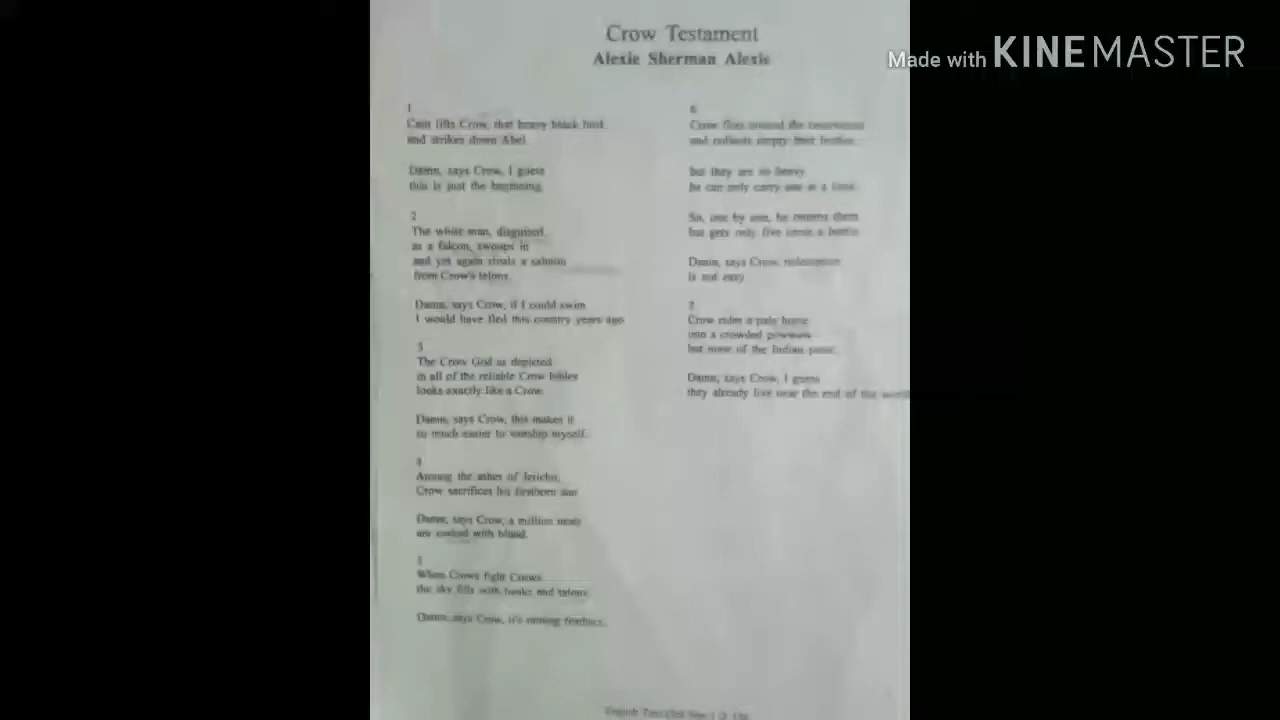 Crow Testament
Alexie Sherman Alexis
Made with KINEMASTER
1
Cain lifts Crow, that heavy black bird
and strikes down Abel.
Damn, says Crow, I guess
this is just the beginning.
2
The white man, disguised
as a falcon, swoops in
and yet again steals a salmon
from Crow's talons.
Damn, says Crow, if I could swim
I would have fled this country years ago
3
The Crow God as depicted
in all of the reliable Crow bibles
looks exactly like a Crow.
Damn, says Crow, this makes it
so much easier to worship myself.
4
Among the ashes of Jericho,
Crow sacrifices his firstborn son
Damn, says Crow, a million nests
are soaked with blood.
5
When Crows fight Crows
the sky fills with beaks and talons
Damn, says Crow, it's raining feathers.
6
Crow flies around the reservation
and collects empty beer bottles
but they are so heavy
he can only carry one at a time.
So, one by one, he returns them
but gets only five cents a bottle.
Damn, says Crow, redemption
is not easy
7
Crow rides a pale horse
into a crowded powwow
but none of the Indian panic.
Damn, says Crow, I guess
they already live near the end of the world
English